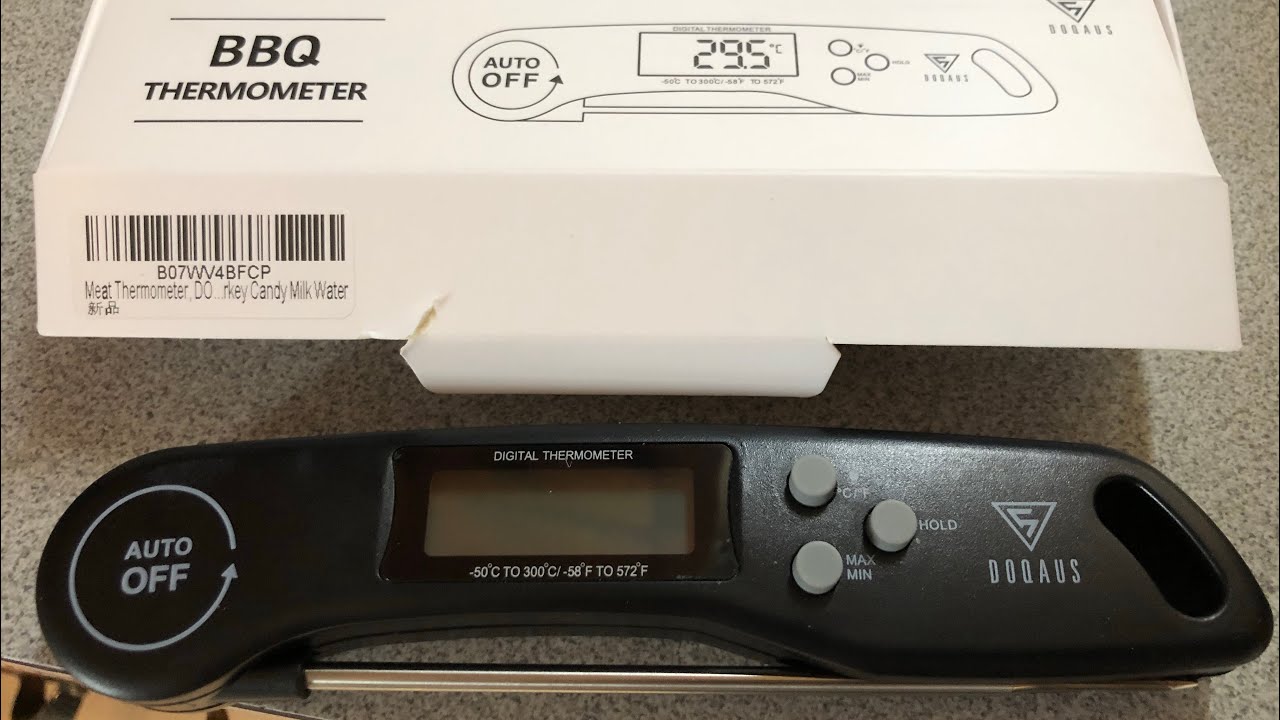 BBQ
THERMOMETER
DIGITAL THERMOMETER
AUTO
OFF
29.5°C
°C/°F
HOLD
MAX
MIN
-50°C TO 300°C/-58°F TO 572°F
DOQAUS
DOQAUS
B07WV4BFCP
Meat Thermometer, DO...rkey Candy Milk Water
新品
DIGITAL THERMOMETER
AUTO
OFF
°C/°F
HOLD
MAX
MIN
-50°C TO 300°C/ -58°F TO 572°F
DOQAUS